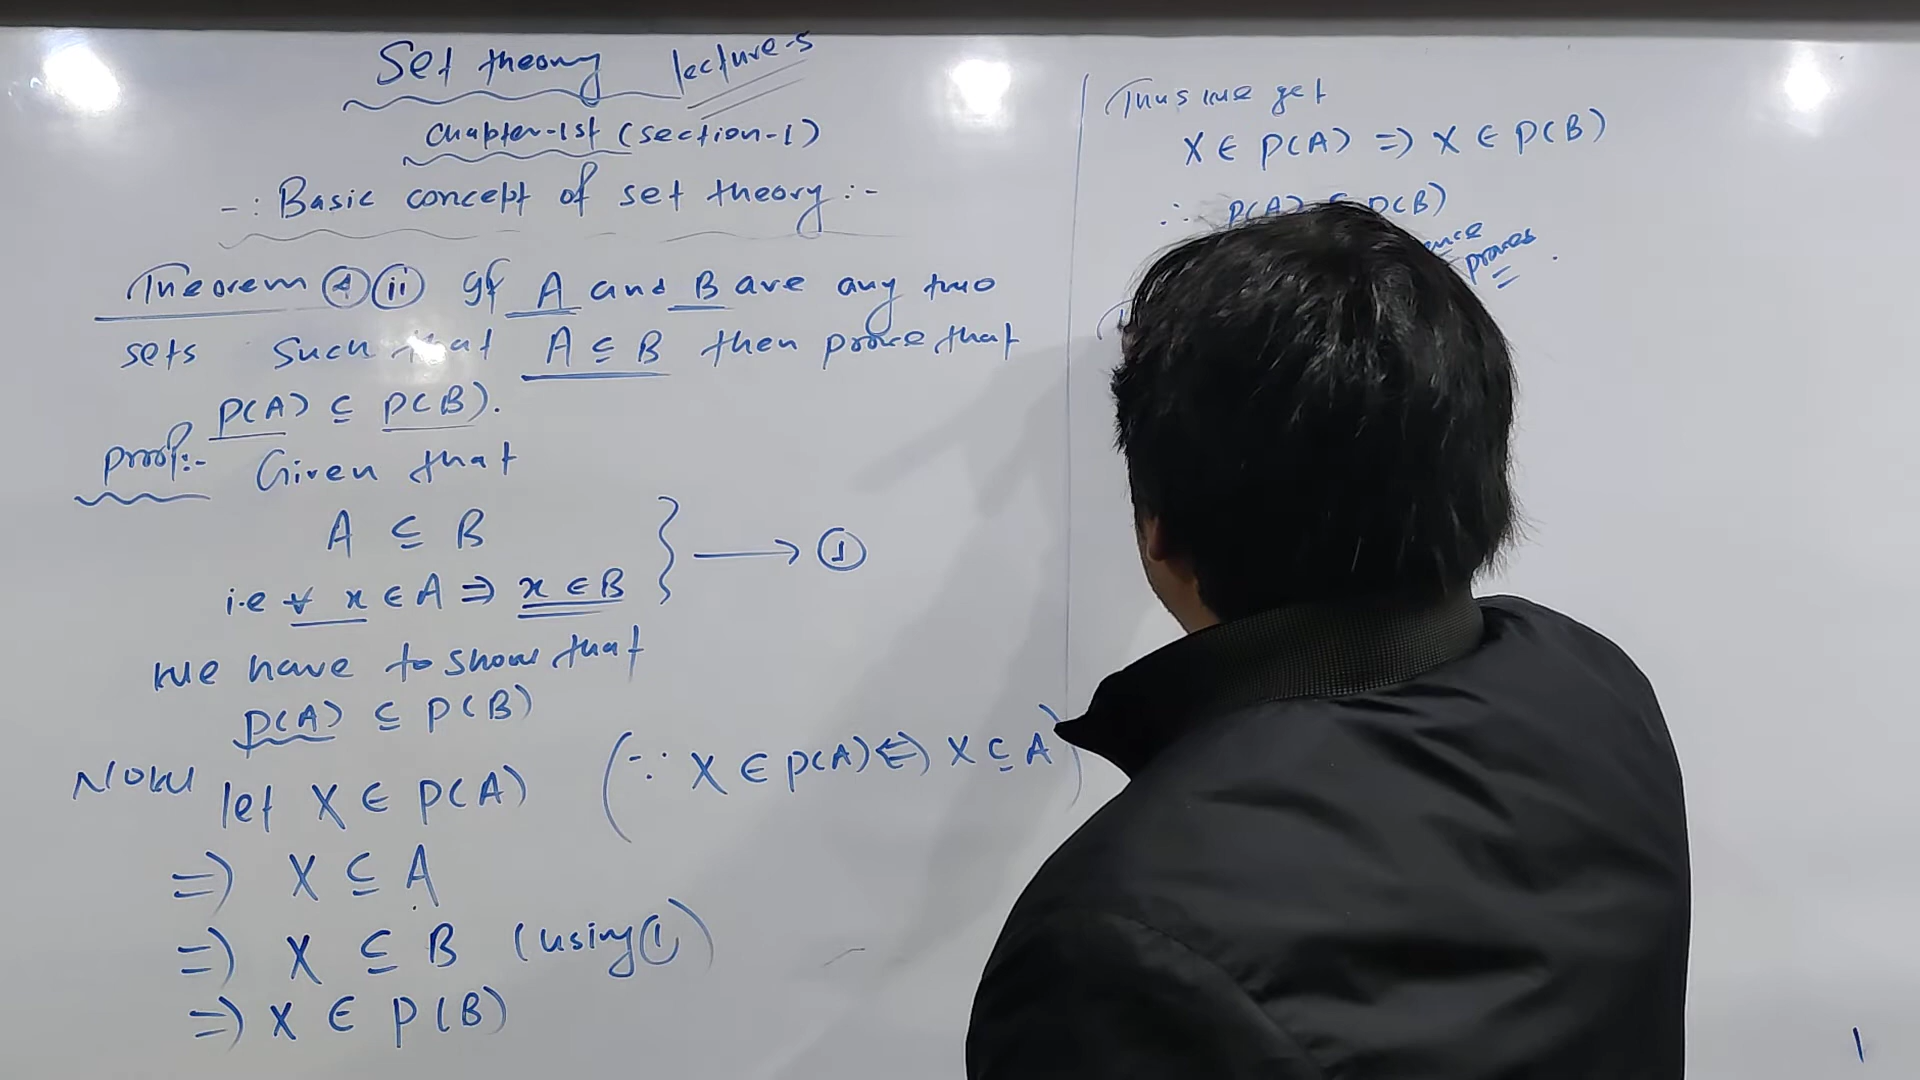 Set theory lecture-5
Chapter-1st (section-1)
-: Basic concept of set theory :-
Theorem ④ (ii) If A and B are any two
sets such that A ⊆ B then prove that
P(A) ⊆ P(B).
Proof:- Given that
A ⊆ B
i.e ∀ x ∈ A ⇒ x ∈ B } → ①
we have to show that
P(A) ⊆ P(B)
Now let X ∈ P(A) (∵ X ∈ P(A) ⇔ X ⊆ A)
⇒ X ⊆ A
⇒ X ⊆ B (using ①)
⇒ X ∈ P(B)
Thus we get
X ∈ P(A) ⇒ X ∈ P(B)
∴ P(A) ⊆ P(B)
proves